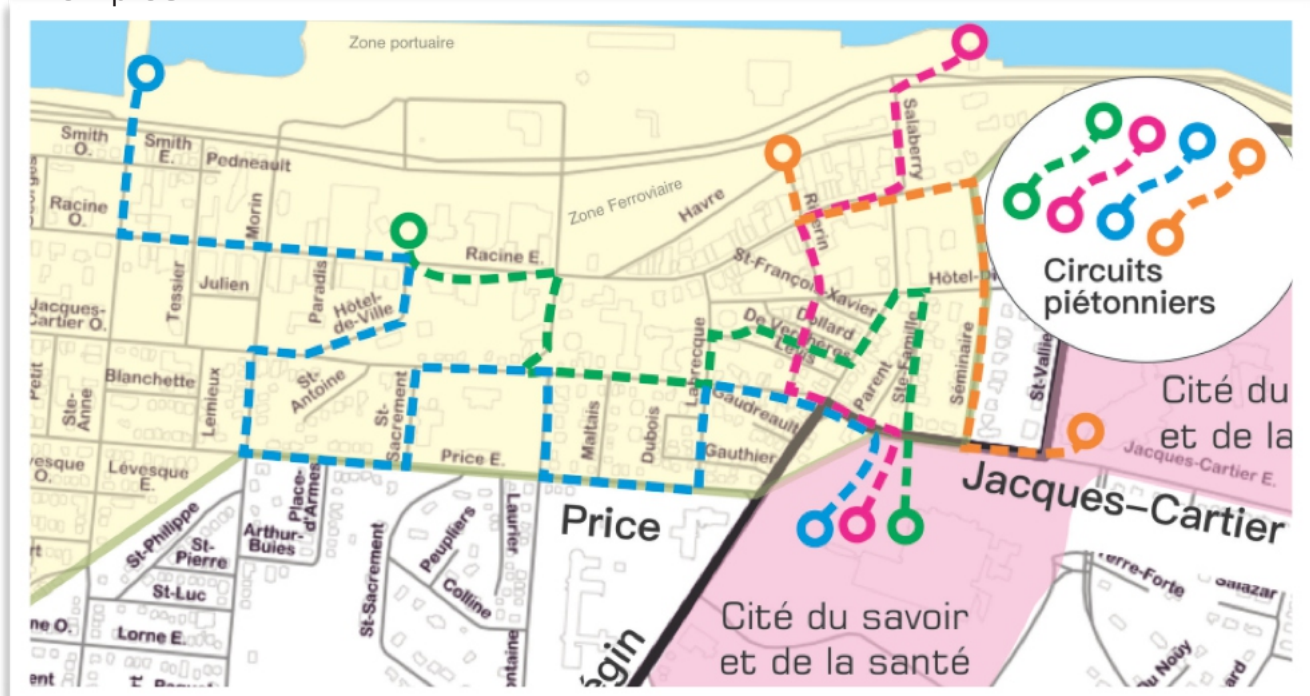 Zone portuaire
Smith
O.
Smith
E.
Pedneault
Salaberry
Racine
O.
Morin
Zone Ferroviaire
Havre
Riverin
Racine E.
Circuits
piétonniers
Tessier
Julien
Paradis
Hôtel-
de-Ville
St-François-Xavier
Jacques-
Cartier O.
Dollard
De Verchères
Lévis
Labrecque
Parent
Ste-Famille
Séminaire
St-Vallier
Petit
Ste-
Anne
Blanchette
Lemieux
St-
Antoine
St-
Sacrement
Maltais
Dubois
Gaudreault
Gauthier
Cité du
et de la
Jacques-Cartier E.
Lévesque
E.
Price E.
Jacques-Cartier
St-Philippe
St-
Pierre
Arthur-
Buies
Place-
d'Armes
St-Sacrement
Peupliers
Laurier
Colline
Price
St-Luc
Lorne E.
Cité du savoir
et de la santé
Terre-Forte
Salazar